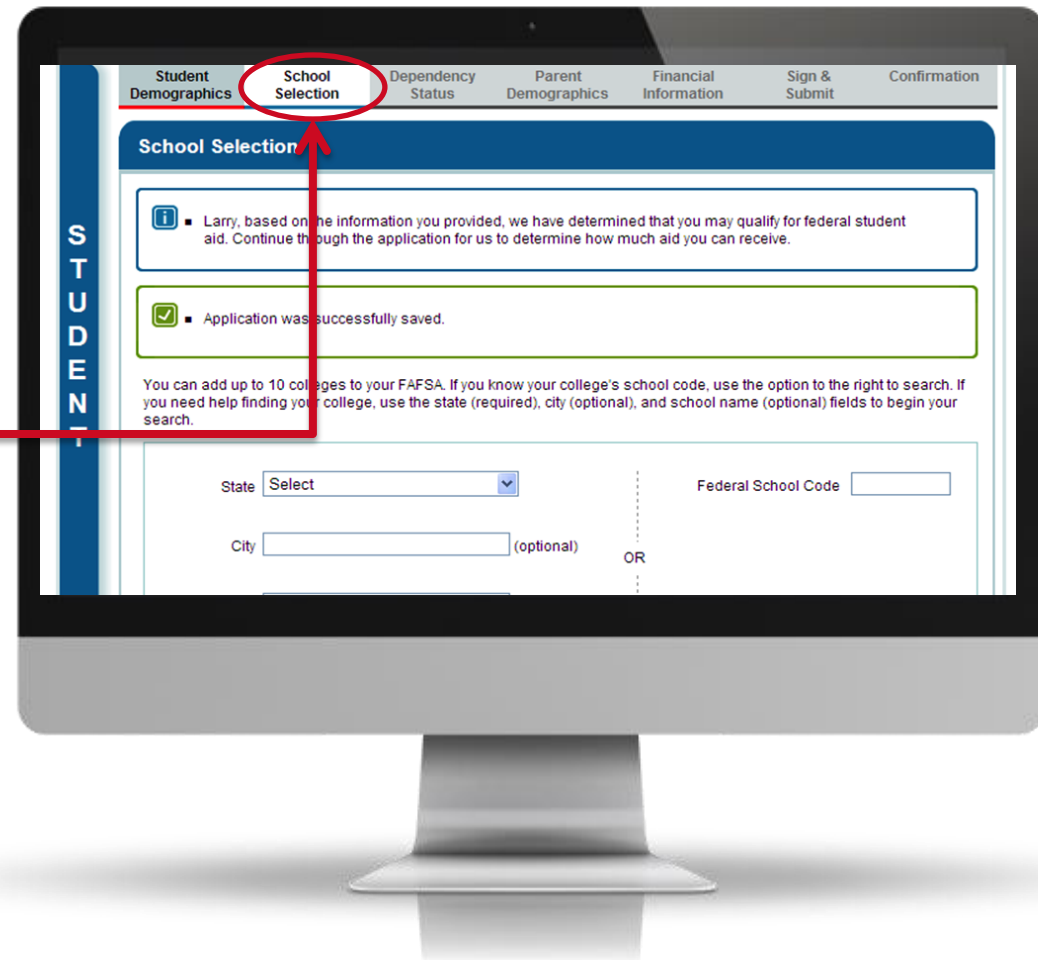 Student School Dependency Parent Financial Sign & Confirmation
Demographics Selection Status Demographics Information Submit
School Selection
Larry, based on the information you provided, we have determined that you may qualify for federal student
aid. Continue through the application for us to determine how much aid you can receive.
Application was successfully saved.
You can add up to 10 colleges to your FAFSA. If you know your college's school code, use the option to the right to search. If
you need help finding your college, use the state (required), city (optional), and school name (optional) fields to begin your
search.
State Select Federal School Code
City (optional)
OR
S
T
U
D
E
N
T